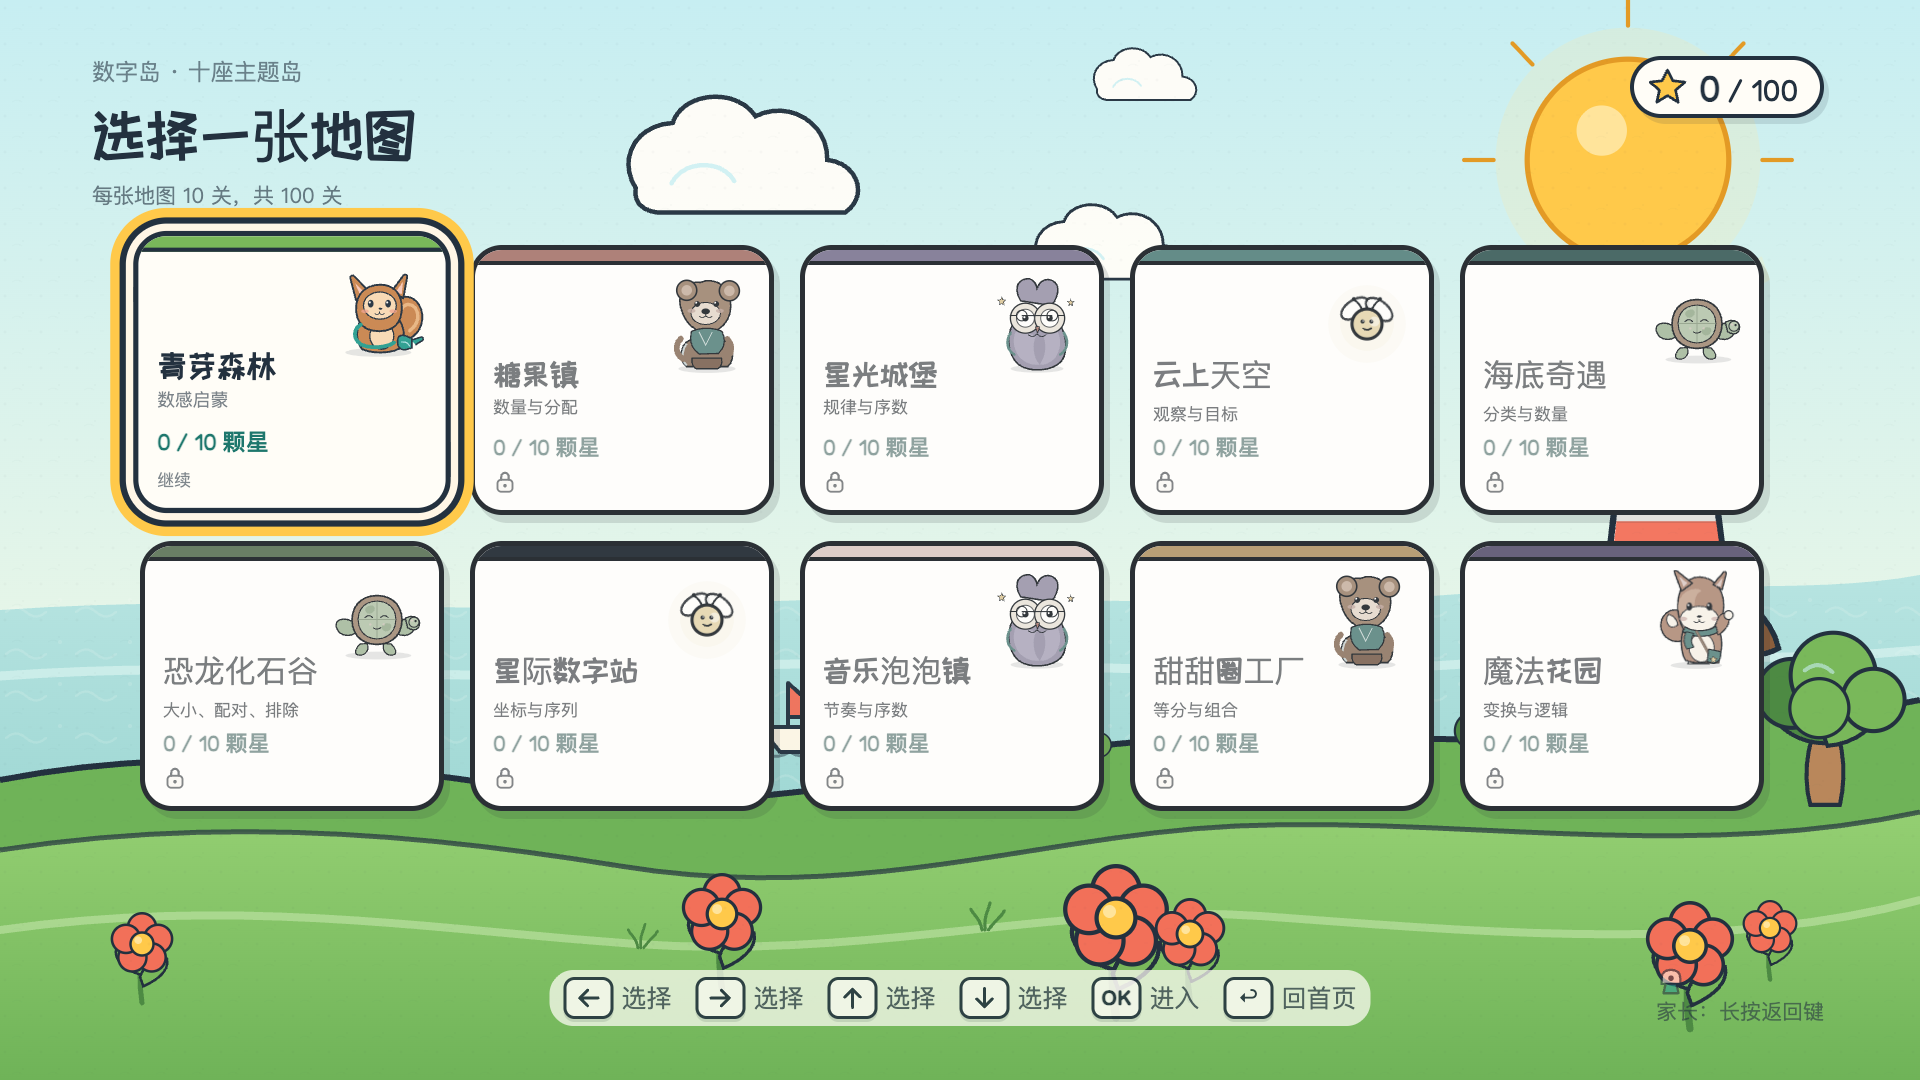 数字岛 · 十座主题岛
选择一张地图
每张地图 10 关，共 100 关
0 / 100
青芽森林
数感启蒙
0 / 10 颗星
继续
糖果镇
数量与分配
0 / 10 颗星
星光城堡
规律与序数
0 / 10 颗星
云上天空
观察与目标
0 / 10 颗星
海底奇遇
分类与数量
0 / 10 颗星
恐龙化石谷
大小、配对、排除
0 / 10 颗星
星际数字站
坐标与序列
0 / 10 颗星
音乐泡泡镇
节奏与序数
0 / 10 颗星
甜甜圈工厂
等分与组合
0 / 10 颗星
魔法花园
变换与逻辑
0 / 10 颗星
← 选择 → 选择 ↑ 选择 ↓ 选择 OK 进入 ↩ 回首页
家长：长按返回键